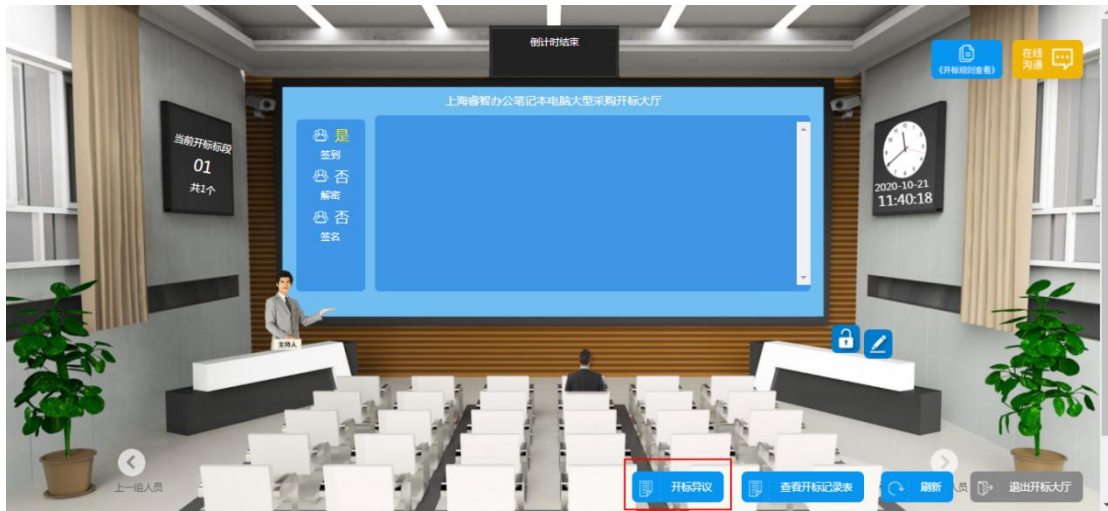 倒计时结束
《开标规则查看》
在线
沟通
上海睿智办公笔记本电脑大型采购开标大厅
当前开标标段
01
共1个
是
签到
否
解密
否
签名
2020-10-21
11:40:18
主持人
上一组人员
开标异议
查看开标记录表
刷新
员
退出开标大厅